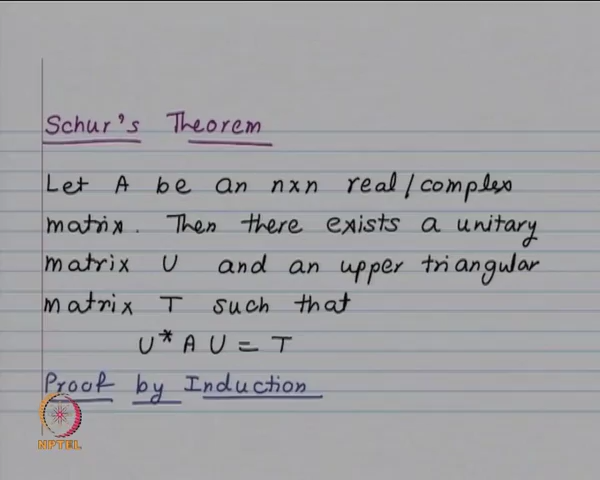 Schur's Theorem
Let A be an nxn real/complex
matrix. Then there exists a unitary
matrix U and an upper triangular
matrix T such that
U* A U = T
Proof by Induction
NPTEL